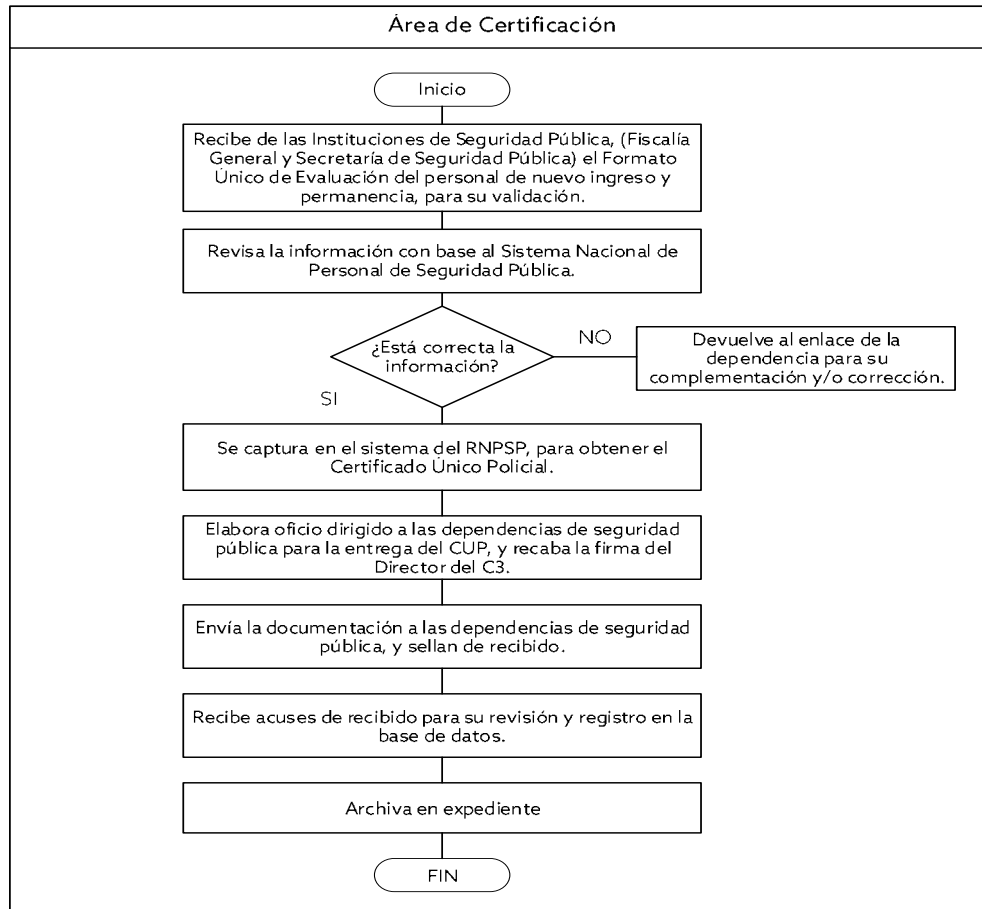 Área de Certificación
Inicio
Recibe de las Instituciones de Seguridad Pública, (Fiscalía
General y Secretaría de Seguridad Pública) el Formato
Único de Evaluación del personal de nuevo ingreso y
permanencia, para su validación.
Revisa la información con base al Sistema Nacional de
Personal de Seguridad Pública.
¿Está correcta la
información?
NO
Devuelve al enlace de la
dependencia para su
complementación y/o corrección.
SI
Se captura en el sistema del RNPSP, para obtener el
Certificado Único Policial.
Elabora oficio dirigido a las dependencias de seguridad
pública para la entrega del CUP, y recaba la firma del
Director del C3.
Envía la documentación a las dependencias de seguridad
pública, y sellan de recibido.
Recibe acuses de recibido para su revisión y registro en la
base de datos.
Archiva en expediente
FIN